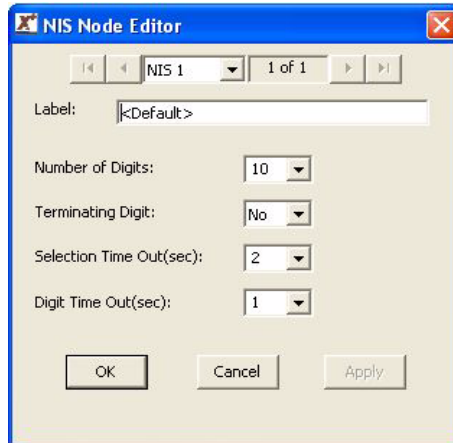 NIS Node Editor
NIS 1 1 of 1
Label: <Default>
Number of Digits: 10
Terminating Digit: No
Selection Time Out(sec): 2
Digit Time Out(sec): 1
OK Cancel Apply